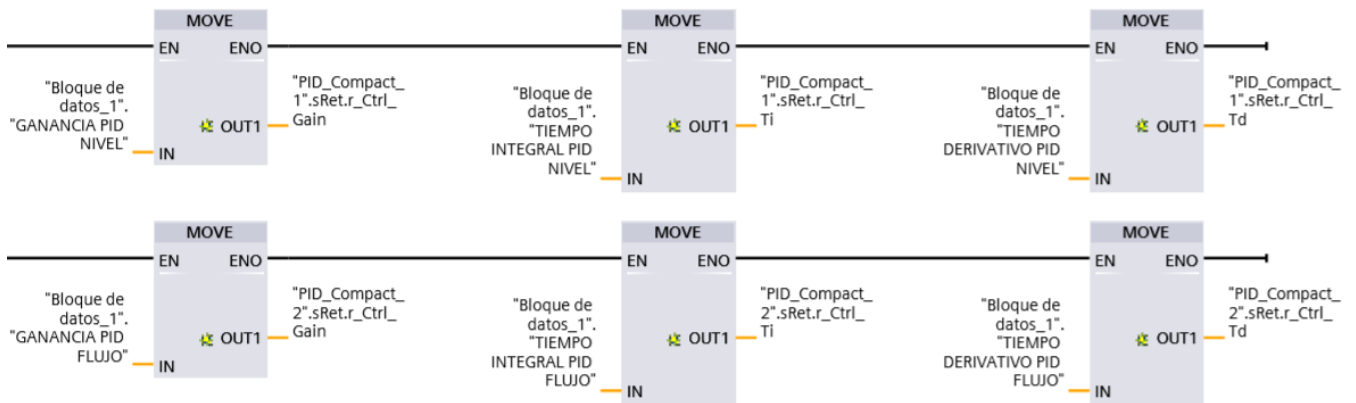 MOVE
EN ENO
"Bloque de
datos_1".
"GANANCIA PID
NIVEL"
IN
OUT1
"PID_Compact_
1".sRet.r_Ctrl_
Gain
MOVE
EN ENO
"Bloque de
datos_1".
"TIEMPO
INTEGRAL PID
NIVEL"
IN
OUT1
"PID_Compact_
1".sRet.r_Ctrl_
Ti
MOVE
EN ENO
"Bloque de
datos_1".
"TIEMPO
DERIVATIVO PID
NIVEL"
IN
OUT1
"PID_Compact_
1".sRet.r_Ctrl_
Td
MOVE
EN ENO
"Bloque de
datos_1".
"GANANCIA PID
FLUJO"
IN
OUT1
"PID_Compact_
2".sRet.r_Ctrl_
Gain
MOVE
EN ENO
"Bloque de
datos_1".
"TIEMPO
INTEGRAL PID
FLUJO"
IN
OUT1
"PID_Compact_
2".sRet.r_Ctrl_
Ti
MOVE
EN ENO
"Bloque de
datos_1".
"TIEMPO
DERIVATIVO PID
FLUJO"
IN
OUT1
"PID_Compact_
2".sRet.r_Ctrl_
Td